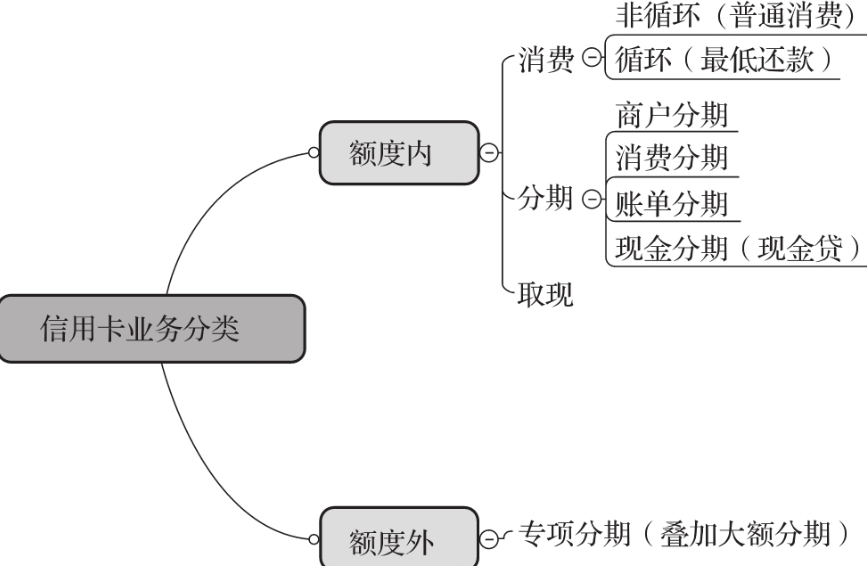 非循环（普通消费）
消费
循环（最低还款）
额度内
商户分期
消费分期
分期
账单分期
现金分期（现金贷）
取现
信用卡业务分类
额度外
专项分期（叠加大额分期）